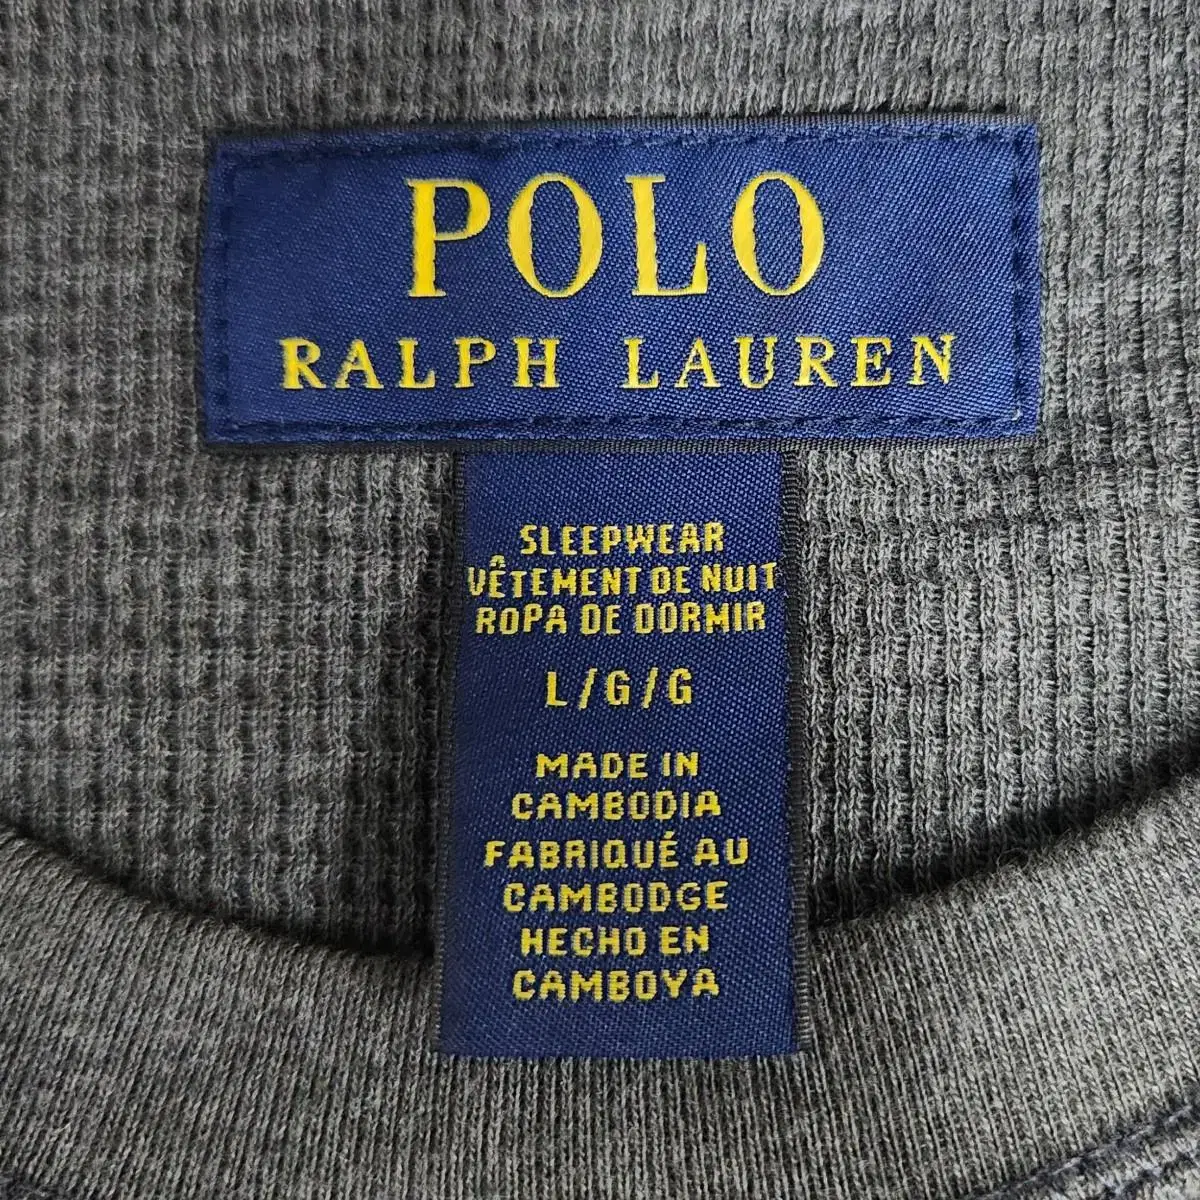 POLO
RALPH LAUREN
SLEEPWEAR
VÊTEMENT DE NUIT
ROPA DE DORMIR
L/G/G
MADE IN
CAMBODIA
FABRIQUÉ AU
CAMBODGE
HECHO EN
CAMBOYA